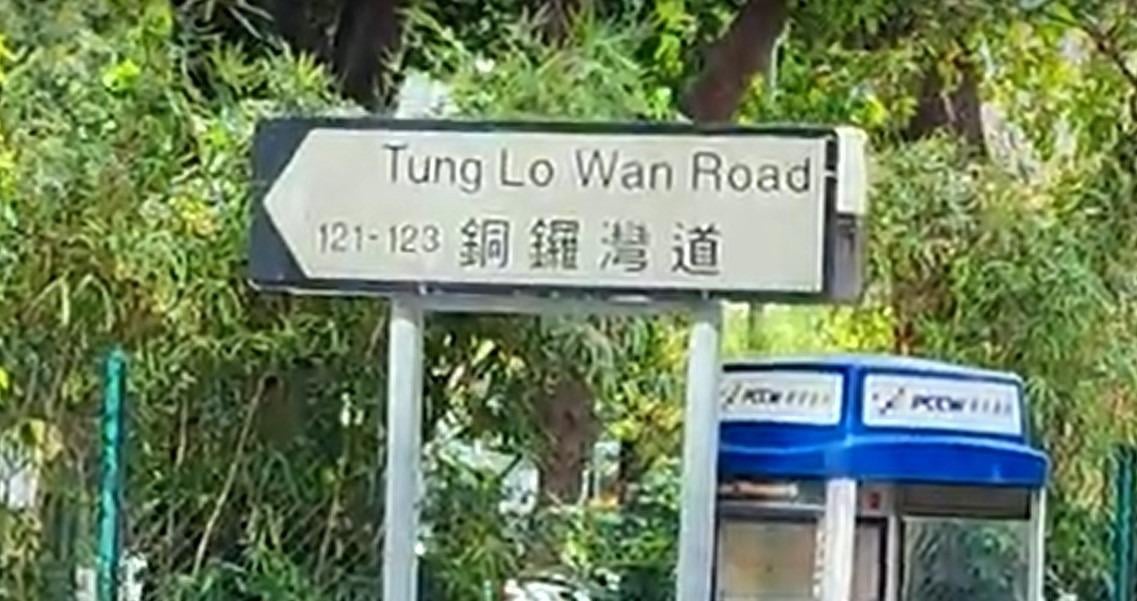 Tung Lo Wan Road
121-123 銅鑼灣道
PCCW
PCCW